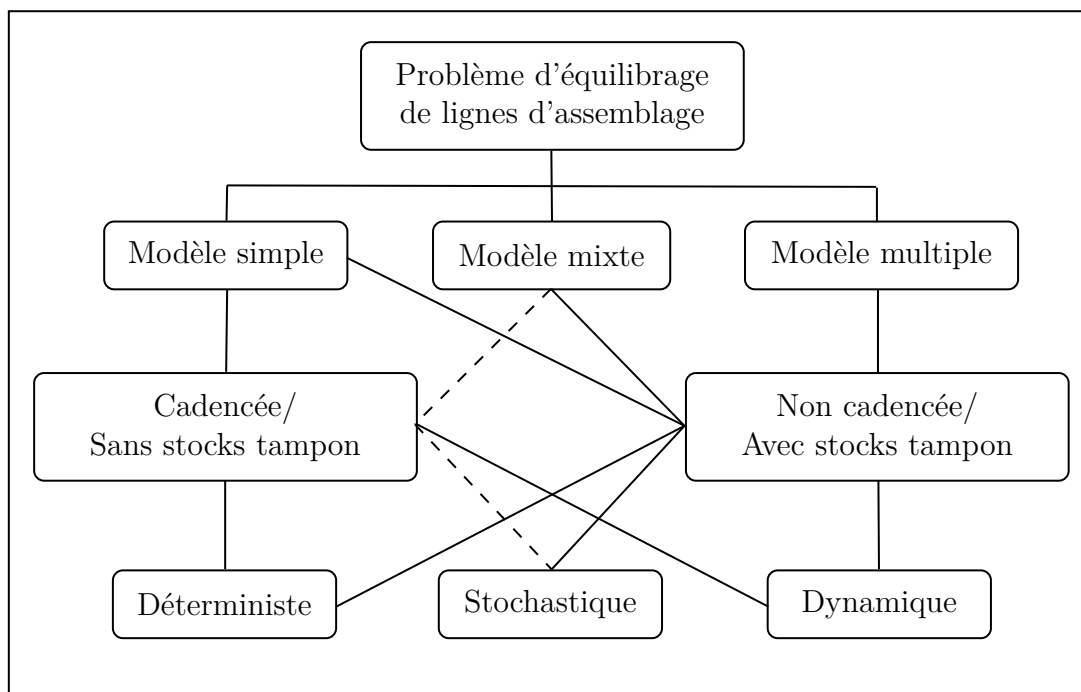 Problème d'équilibrage
de lignes d'assemblage
Modèle simple
Modèle mixte
Modèle multiple
Cadencée/
Sans stocks tampon
Non cadencée/
Avec stocks tampon
Déterministe
Stochastique
Dynamique